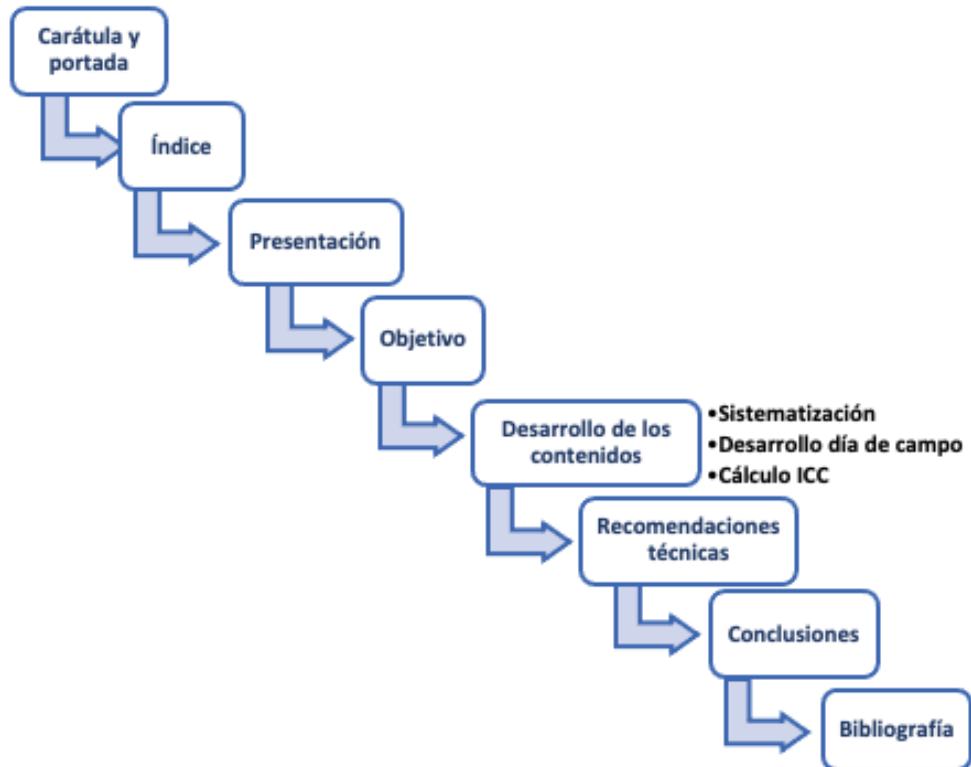 Carátula y
portada
Índice
Presentación
Objetivo
Desarrollo de los
contenidos
•Sistematización
•Desarrollo día de campo
•Cálculo ICC
Recomendaciones
técnicas
Conclusiones
Bibliografía